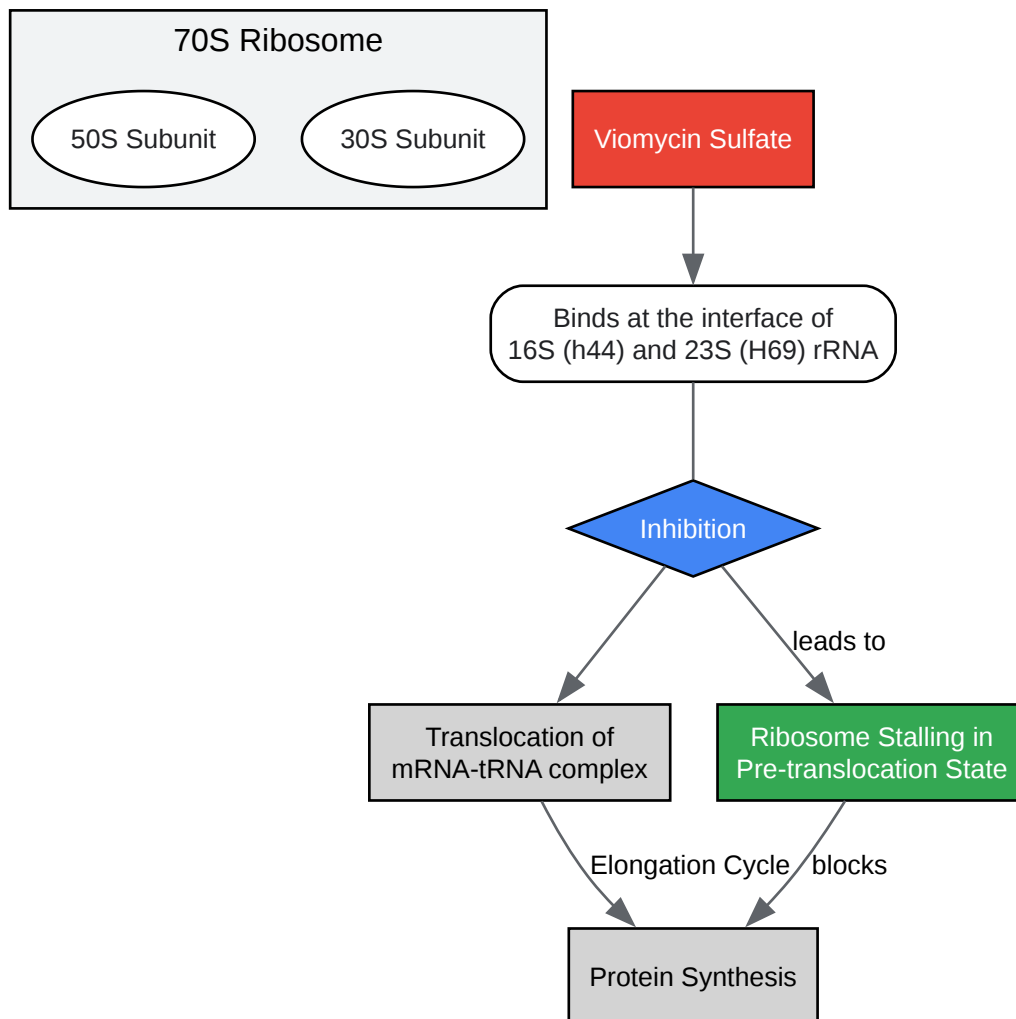 70S Ribosome
50S Subunit
30S Subunit
Viomycin Sulfate
Binds at the interface of
16S (h44) and 23S (H69) rRNA
Inhibition
leads to
Translocation of
mRNA-tRNA complex
Ribosome Stalling in
Pre-translocation State
Elongation Cycle
blocks
Protein Synthesis